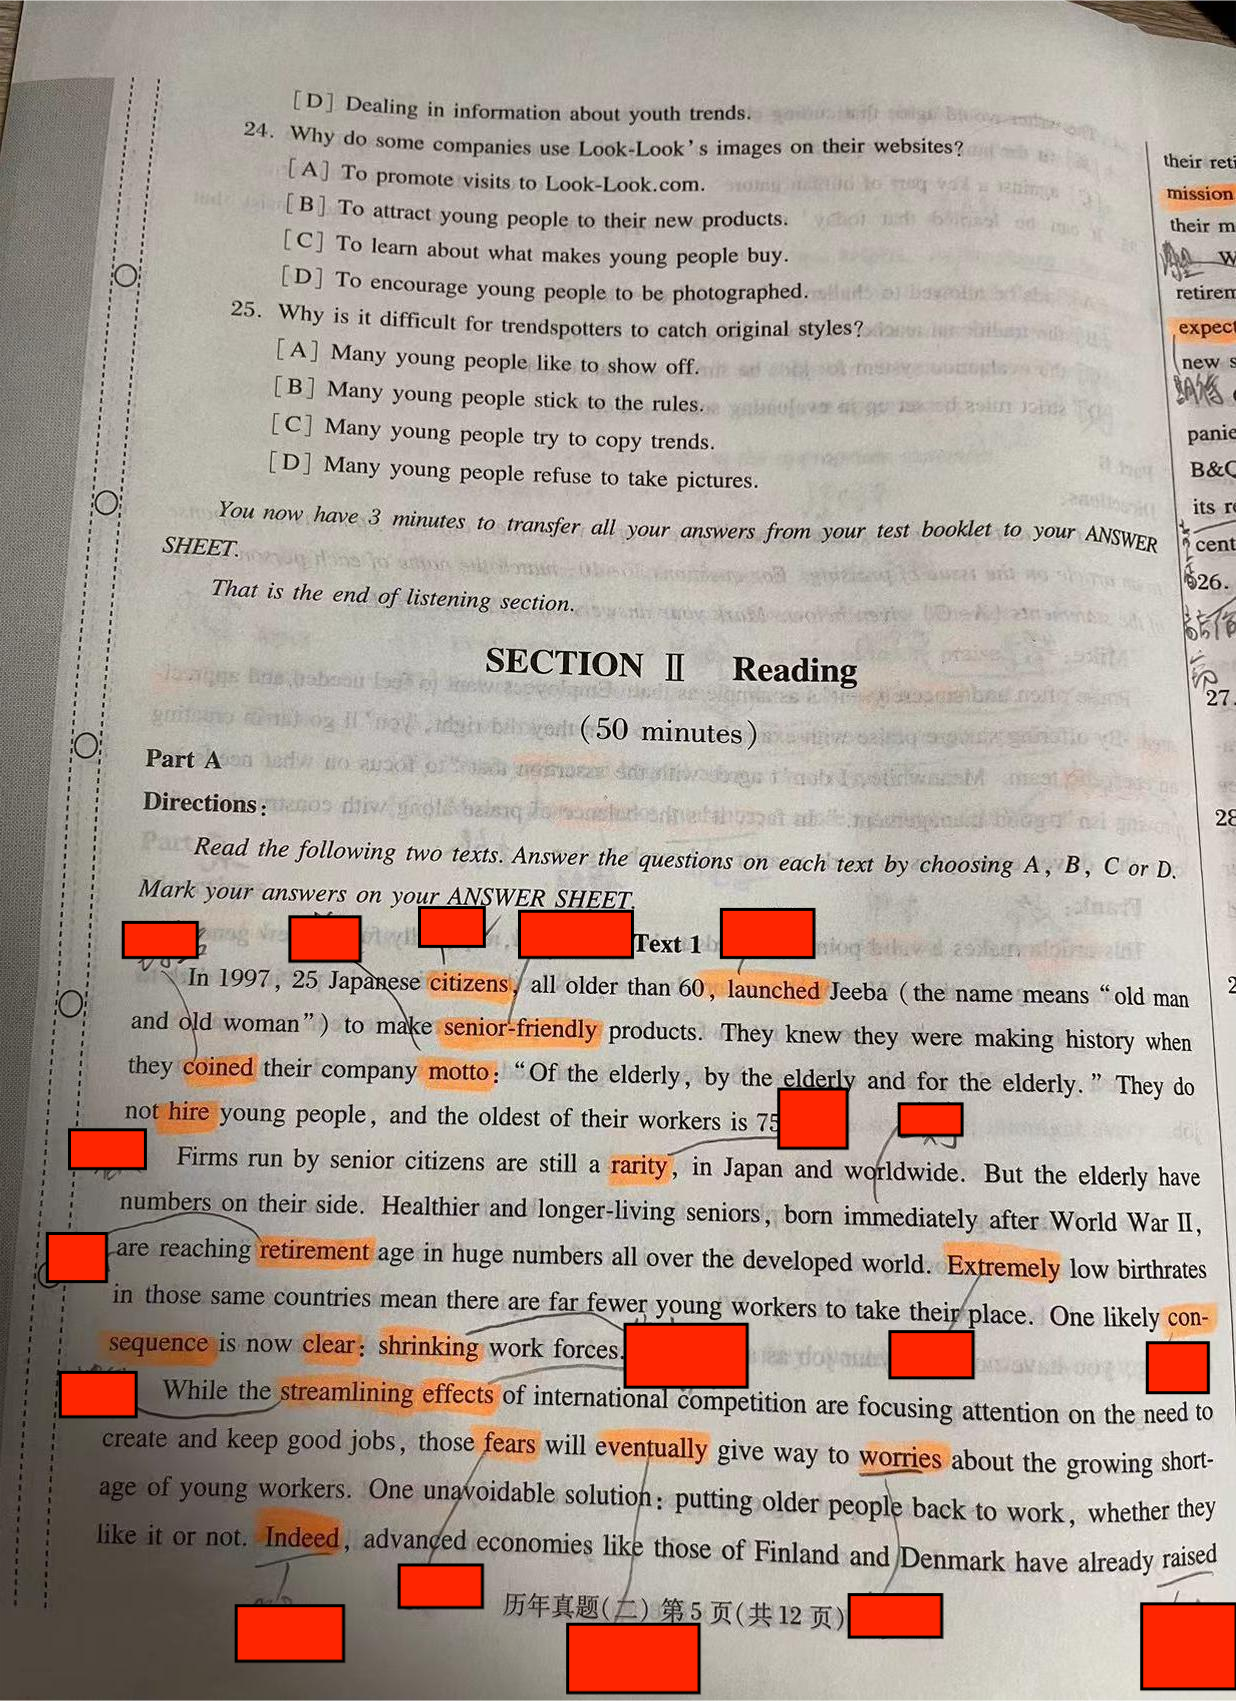 [D] Dealing in information about youth trends.
24. Why do some companies use Look-Look's images on their websites?
[A] To promote visits to Look-Look.com.
[B] To attract young people to their new products.
[C] To learn about what makes young people buy.
[D] To encourage young people to be photographed.
25. Why is it difficult for trendspotters to catch original styles?
[A] Many young people like to show off.
[B] Many young people stick to the rules.
[C] Many young people try to copy trends.
[D] Many young people refuse to take pictures.
You now have 3 minutes to transfer all your answers from your test booklet to your ANSWER
SHEET.
That is the end of listening section.
SECTION Ⅱ Reading
(50 minutes)
Part A
Directions:
Read the following two texts. Answer the questions on each text by choosing A, B, C or D.
Mark your answers on your ANSWER SHEET.
Text 1
In 1997, 25 Japanese citizens, all older than 60, launched Jeeba (the name means "old man
and old woman") to make senior-friendly products. They knew they were making history when
they coined their company motto: "Of the elderly, by the elderly and for the elderly." They do
not hire young people, and the oldest of their workers is 75
Firms run by senior citizens are still a rarity, in Japan and worldwide. But the elderly have
numbers on their side. Healthier and longer-living seniors, born immediately after World War Ⅱ,
are reaching retirement age in huge numbers all over the developed world. Extremely low birthrates
in those same countries mean there are far fewer young workers to take their place. One likely con-
sequence is now clear: shrinking work forces.
While the streamlining effects of international competition are focusing attention on the need to
create and keep good jobs, those fears will eventually give way to worries about the growing short-
age of young workers. One unavoidable solution: putting older people back to work, whether they
like it or not. Indeed, advanced economies like those of Finland and Denmark have already raised
历年真题(二) 第5页(共12页)
their reti
mission
their m
W
retirem
expect
new s
panie
B&Q
its re
cent
26.
27.
28
2